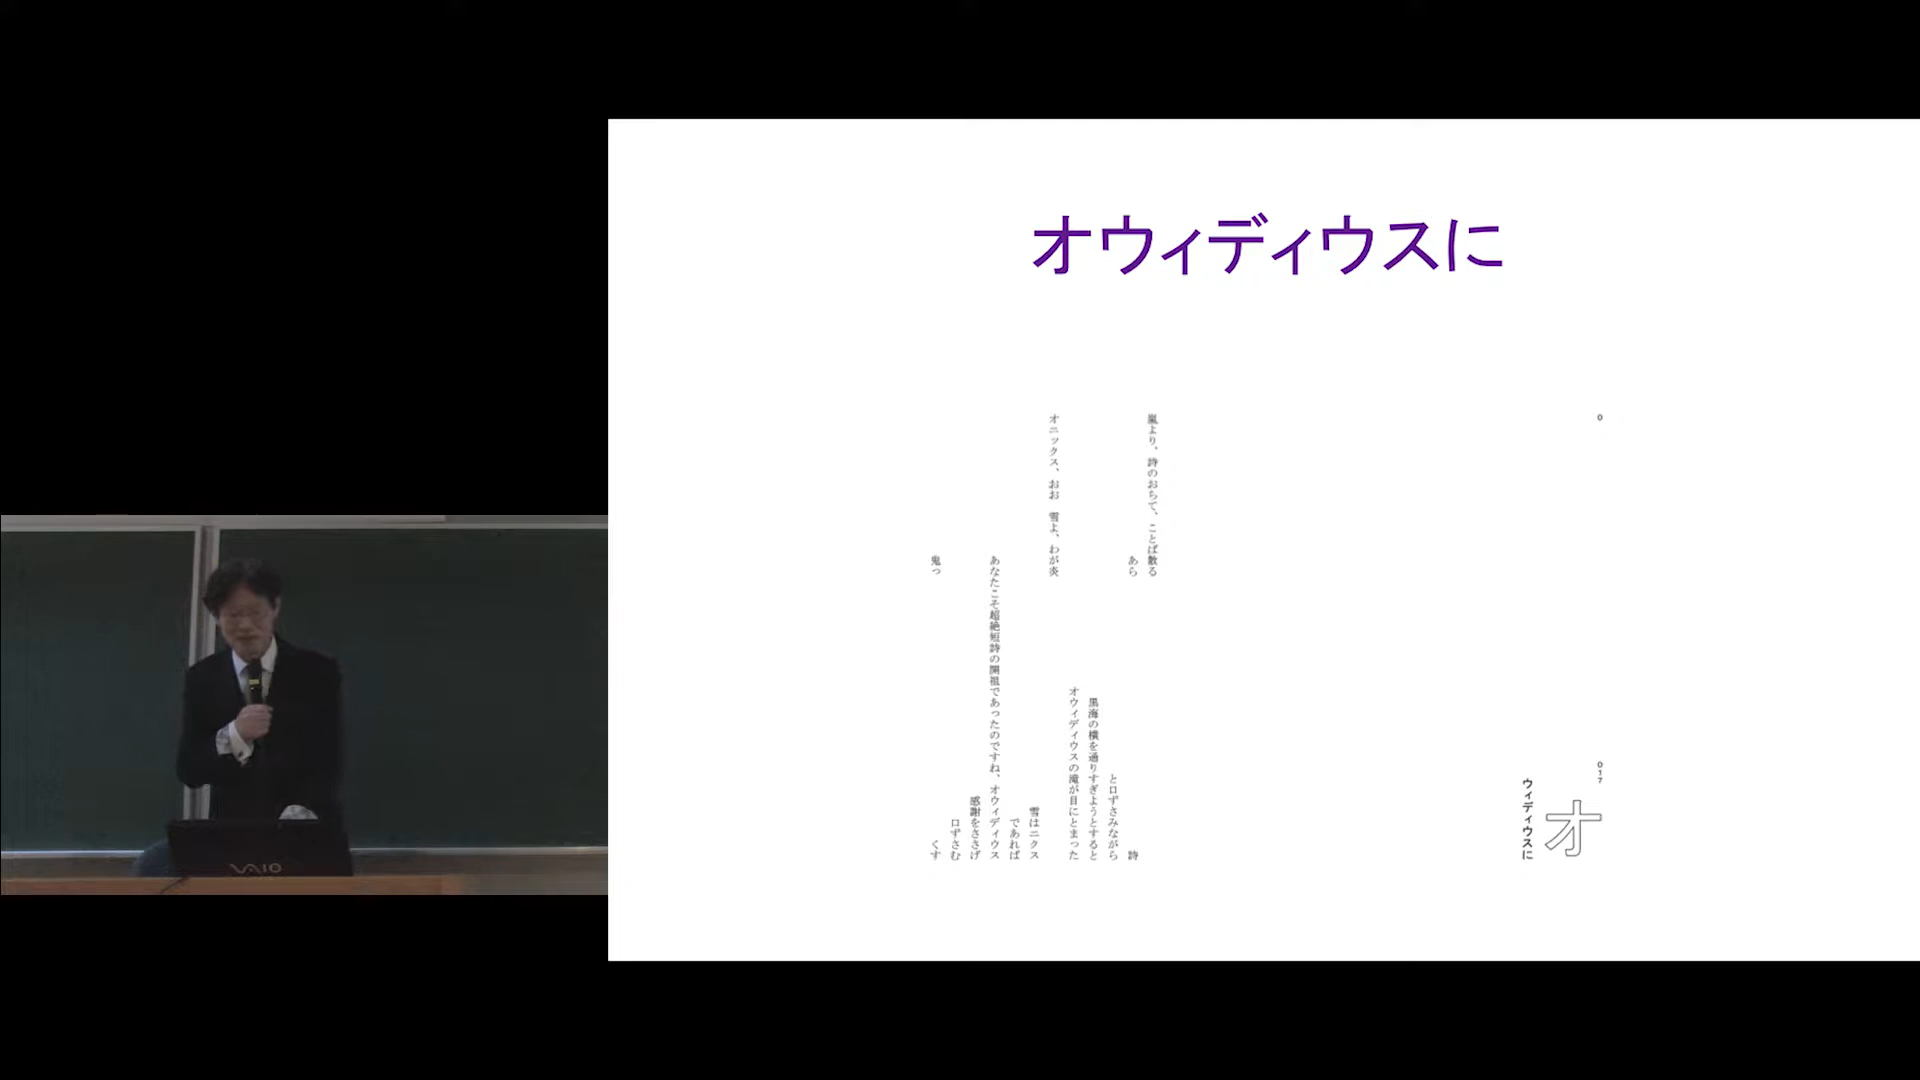 オウィディウスに
0
017
オ
ウィディウスに
嵐より、詩のおちて、ことば散る
あら
詩
と口ずさみながら
黒海の横を通りすぎようとすると
オウィディウスの滝が目にとまった
オニックス、おお 雪よ、わが炎
雪はニクス
であれば
あなたこそ超絶短詩の開祖であったのですね、オウィディウス
感謝をささげ
口ずさむ
鬼っ
くす
VAIO